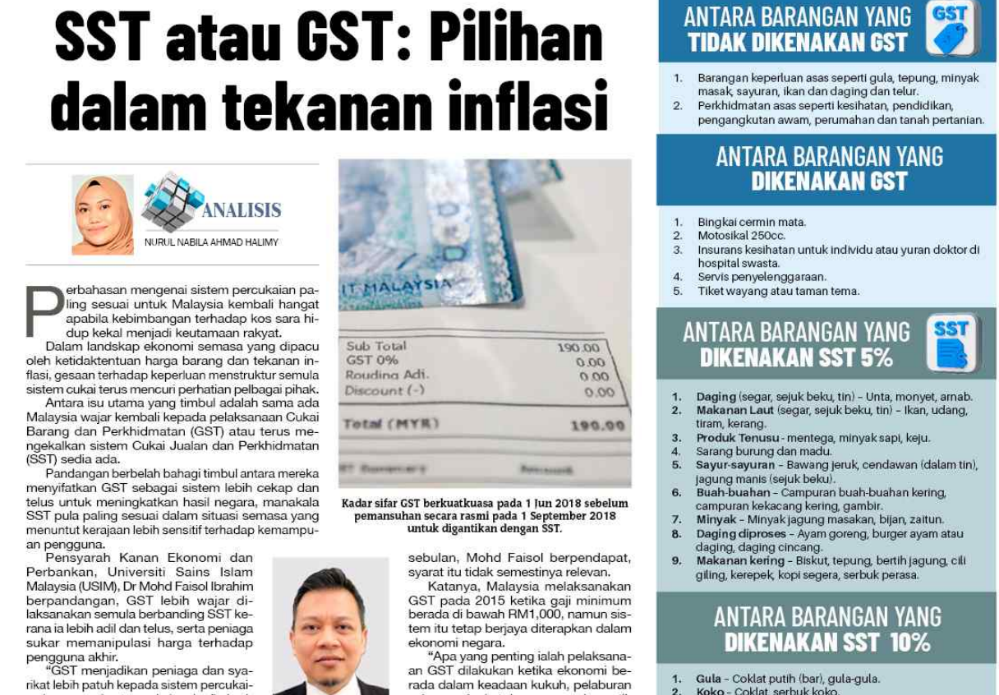 SST atau GST: Pilihan
dalam tekanan inflasi
ANALISIS
NURUL NABILA AHMAD HALIMY
Perbahasan mengenai sistem percukaian pa-
ling sesuai untuk Malaysia kembali hangat
apabila kebimbangan terhadap kos sara hi-
dup kekal menjadi keutamaan rakyat.
Dalam landskap ekonomi semasa yang dipacu
oleh ketidaktentuan harga barang dan tekanan in-
flasi, gesaan terhadap keperluan menstruktur semula
sistem cukai terus mencuri perhatian pelbagai pihak.
Antara isu utama yang timbul adalah sama ada
Malaysia wajar kembali kepada pelaksanaan Cukai
Barang dan Perkhidmatan (GST) atau terus me-
ngekalkan sistem Cukai Jualan dan Perkhidmatan
(SST) sedia ada.
Pandangan berbelah bahagi timbul antara mereka
menyifatkan GST sebagai sistem lebih cekap dan
telus untuk meningkatkan hasil negara, manakala
SST pula paling sesuai dalam situasi semasa yang
menuntut kerajaan lebih sensitif terhadap kemampu-
an pengguna.
Pensyarah Kanan Ekonomi dan
Perbankan, Universiti Sains Islam
Malaysia (USIM), Dr Mohd Faisol Ibrahim
berpandangan, GST lebih wajar di-
laksanakan semula berbanding SST ke-
rana ia lebih adil dan telus, serta peniaga
sukar memanipulasi harga terhadap
pengguna akhir.
“GST menjadikan peniaga dan sya-
rikat lebih patuh kepada sistem percukai-
IT MALAYSIA
Sub Total 190.00
GST 0% 0.00
Rouding Adj. 0.00
Discount (-) 0.00
Total (MYR) 190.00
Summary Amount
Kadar sifar GST berkuatkuasa pada 1 Jun 2018 sebelum
pemansuhan secara rasmi pada 1 September 2018
untuk digantikan dengan SST.
sebulan, Mohd Faisol berpendapat,
syarat itu tidak semestinya relevan.
Katanya, Malaysia melaksanakan
GST pada 2015 ketika gaji minimum
berada di bawah RM1,000, namun sis-
tem itu tetap berjaya diterapkan dalam
ekonomi negara.
“Apa yang penting ialah pelaksana-
an GST dilakukan ketika ekonomi be-
rada dalam keadaan kukuh, pelaburan
ANTARA BARANGAN YANG
TIDAK DIKENAKAN GST
GST
1. Barangan keperluan asas seperti gula, tepung, minyak
masak, sayuran, ikan dan daging dan telur.
2. Perkhidmatan asas seperti kesihatan, pendidikan,
pengangkutan awam, perumahan dan tanah pertanian.
ANTARA BARANGAN YANG
DIKENAKAN GST
1. Bingkai cermin mata.
2. Motosikal 250cc.
3. Insurans kesihatan untuk individu atau yuran doktor di
hospital swasta.
4. Servis penyelenggaraan.
5. Tiket wayang atau taman tema.
ANTARA BARANGAN YANG
DIKENAKAN SST 5%
SST
1. Daging (segar, sejuk beku, tin) – Unta, monyet, arnab.
2. Makanan Laut (segar, sejuk beku, tin) – Ikan, udang,
tiram, kerang.
3. Produk Tenusu - mentega, minyak sapi, keju.
4. Sarang burung dan madu.
5. Sayur-sayuran – Bawang jeruk, cendawan (dalam tin),
jagung manis (sejuk beku).
6. Buah-buahan – Campuran buah-buahan kering,
campuran kekacang kering, gambir.
7. Minyak – Minyak jagung masakan, bijan, zaitun.
8. Daging diproses – Ayam goreng, burger ayam atau
daging, daging cincang.
9. Makanan kering – Biskut, tepung, bertih jagung, cili
giling, kerepek, kopi segera, serbuk perasa.
ANTARA BARANGAN YANG
DIKENAKAN SST 10%
1. Gula – Coklat putih (bar), gula-gula.
2. Koko – Coklat, serbuk koko.